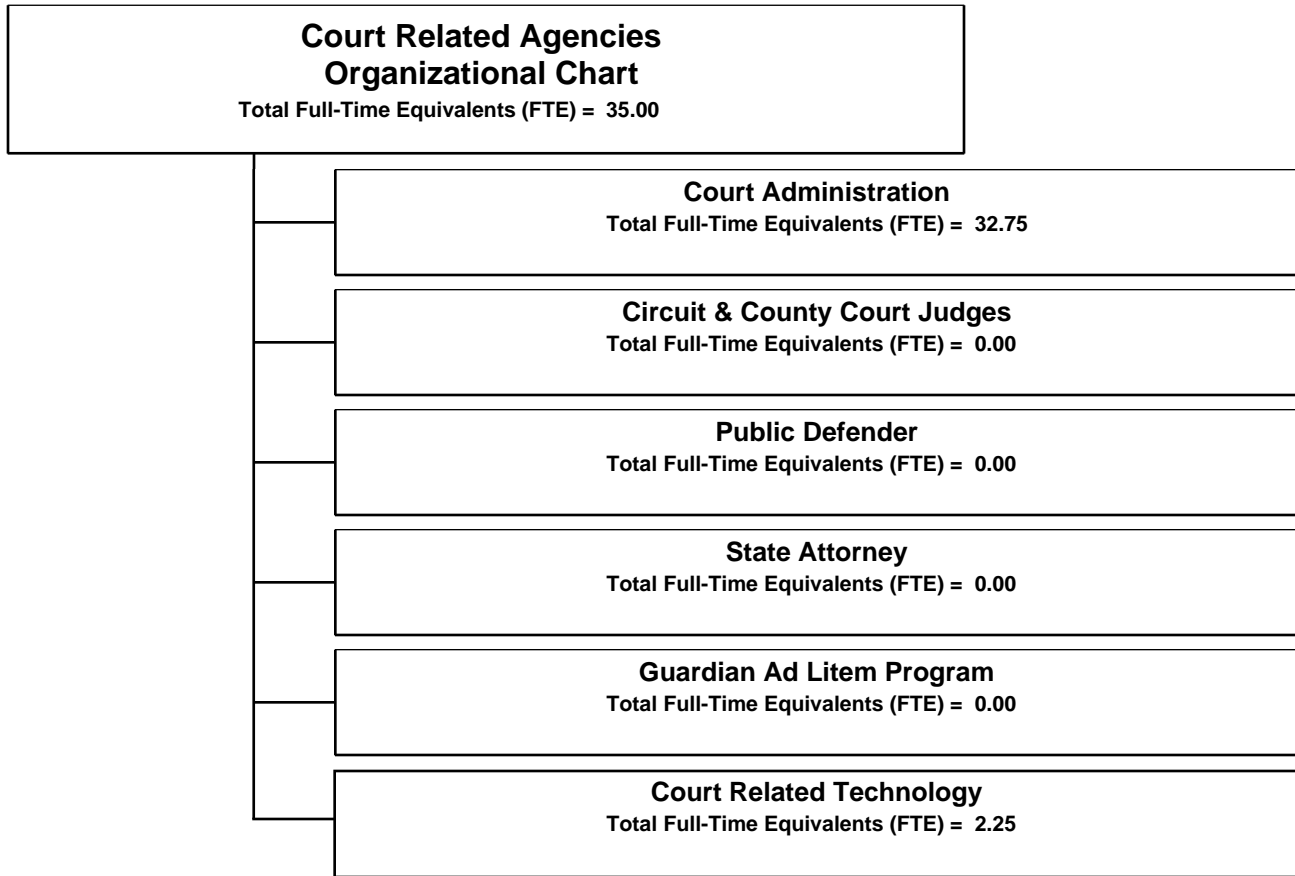 Court Related Agencies
Organizational Chart
Total Full-Time Equivalents (FTE) = 35.00
Court Administration
Total Full-Time Equivalents (FTE) = 32.75
Circuit & County Court Judges
Total Full-Time Equivalents (FTE) = 0.00
Public Defender
Total Full-Time Equivalents (FTE) = 0.00
State Attorney
Total Full-Time Equivalents (FTE) = 0.00
Guardian Ad Litem Program
Total Full-Time Equivalents (FTE) = 0.00
Court Related Technology
Total Full-Time Equivalents (FTE) = 2.25